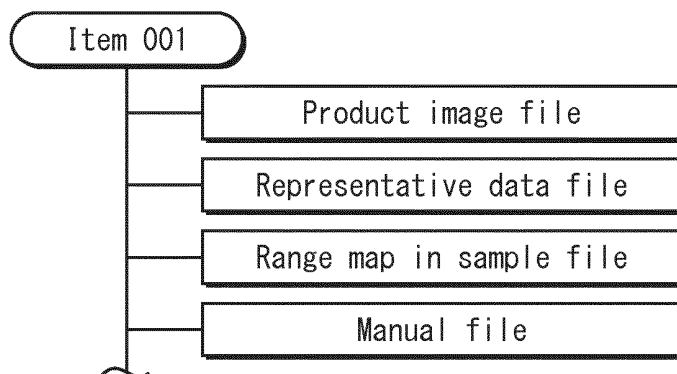 Item 001
Product image file
Representative data file
Range map in sample file
Manual file